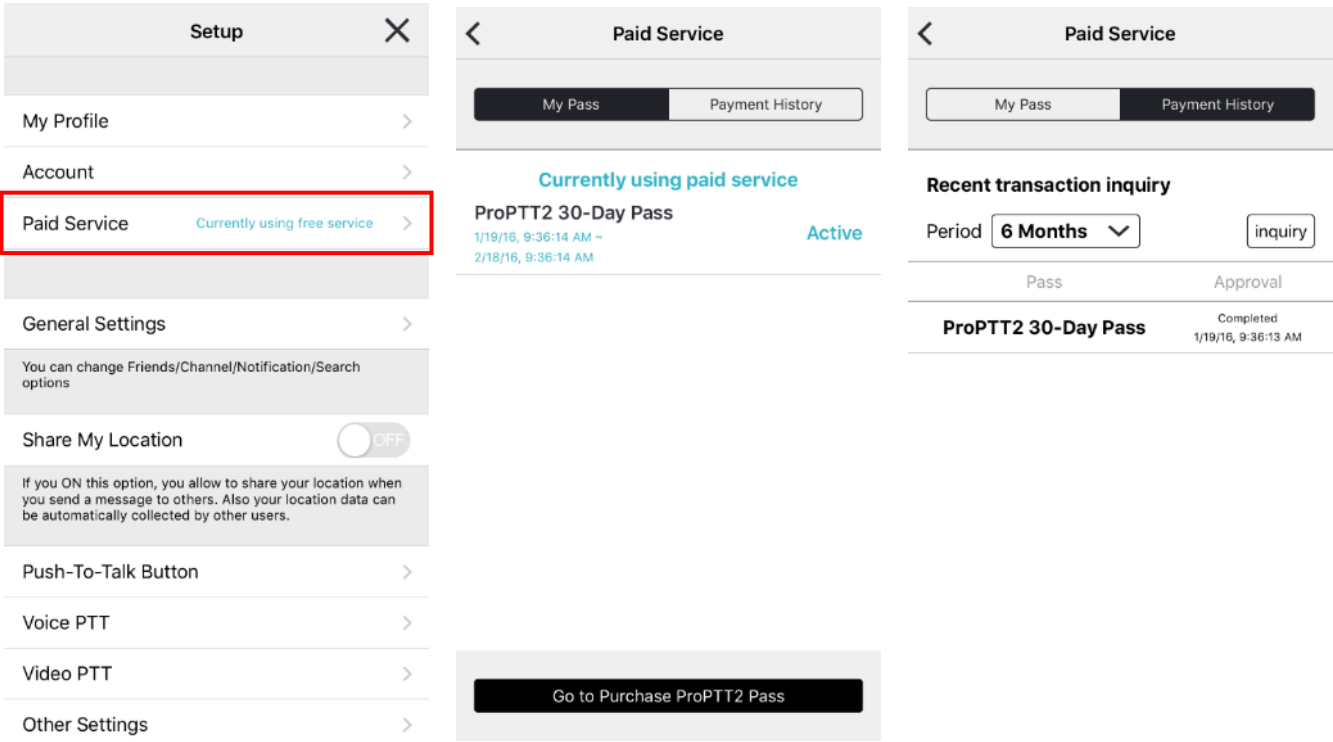 Setup
My Profile
Account
Paid Service Currently using free service
General Settings
You can change Friends/Channel/Notification/Search
options
Share My Location OFF
If you ON this option, you allow to share your location when
you send a message to others. Also your location data can
be automatically collected by other users.
Push-To-Talk Button
Voice PTT
Video PTT
Other Settings
Paid Service
My Pass Payment History
Currently using paid service
ProPTT2 30-Day Pass
1/19/16, 9:36:14 AM ~
2/18/16, 9:36:14 AM
Active
Go to Purchase ProPTT2 Pass
Paid Service
My Pass Payment History
Recent transaction inquiry
Period 6 Months inquiry
Pass Approval
ProPTT2 30-Day Pass
Completed
1/19/16, 9:36:13 AM